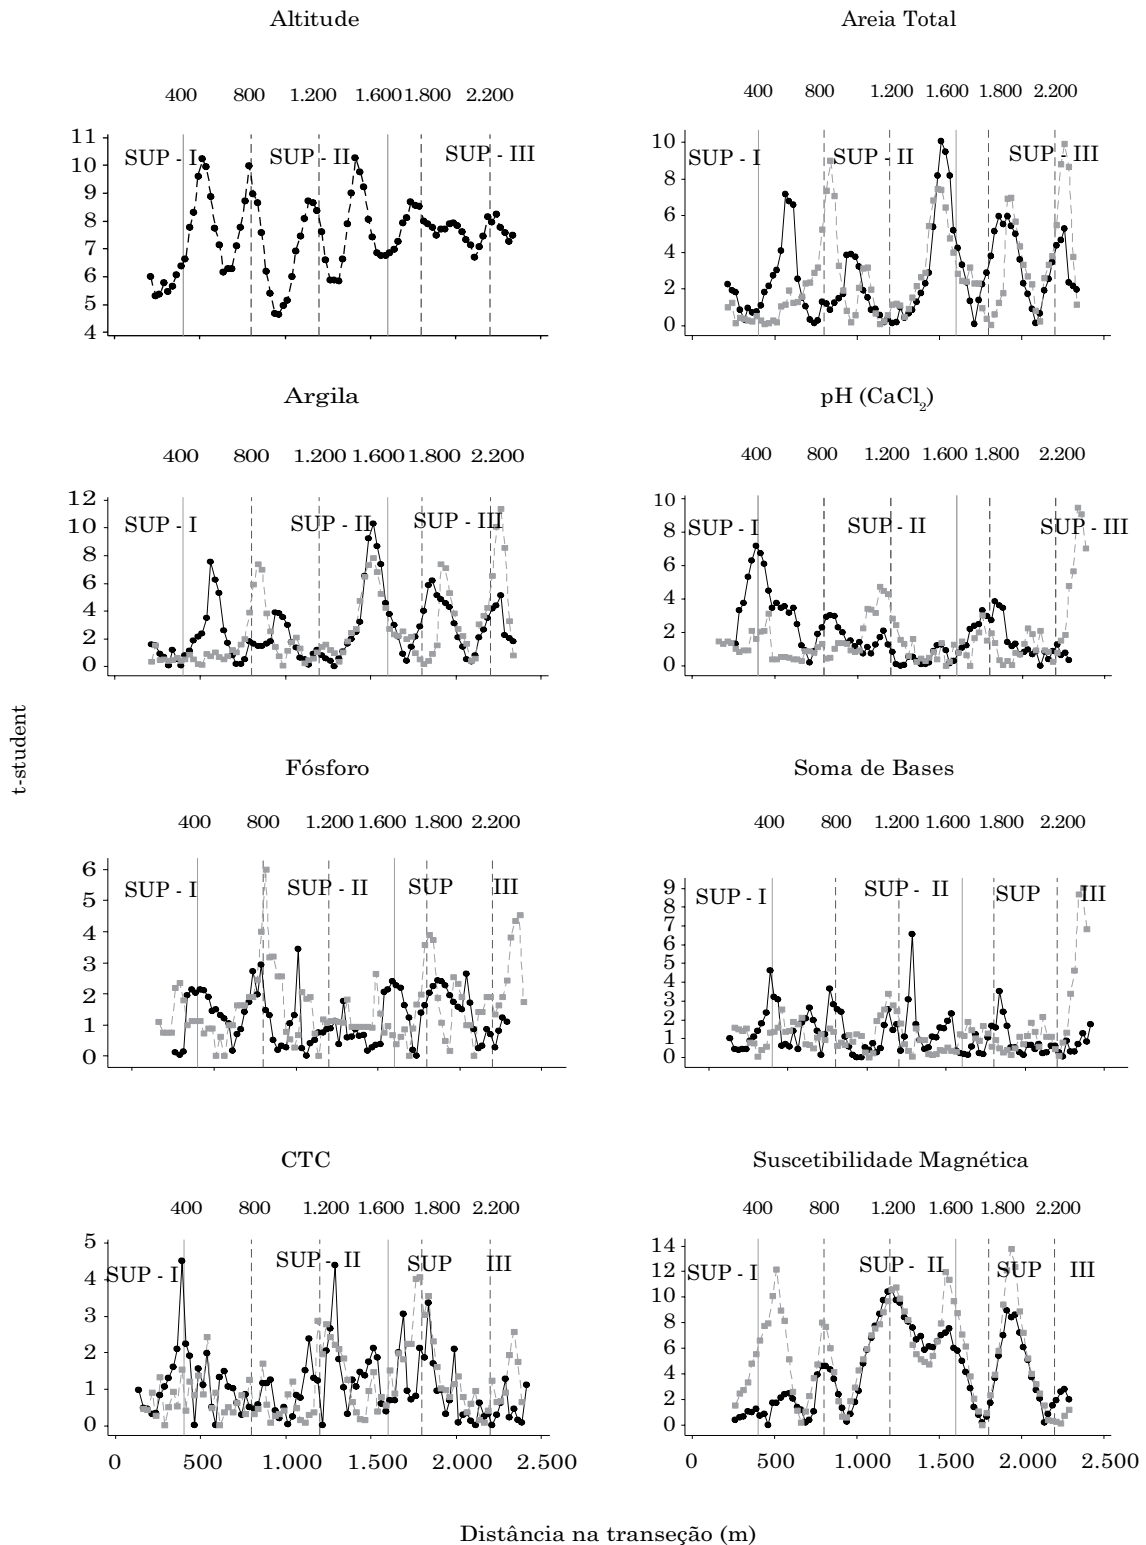 Altitude
400 800 1.200 1.600 1.800 2.200
11
10
9
8
7
6
5
4
SUP - I SUP - II SUP - III
Areia Total
400 800 1.200 1.600 1.800 2.200
10
8
6
4
2
0
SUP - I SUP - II SUP - III
Argila
400 800 1.200 1.600 1.800 2.200
12
10
8
6
4
2
0
SUP - I SUP - II SUP - III
pH (CaCl2)
400 800 1.200 1.600 1.800 2.200
10
8
6
4
2
0
SUP - I SUP - II SUP - III
t-student
Fósforo
400 800 1.200 1.600 1.800 2.200
6
5
4
3
2
1
0
SUP - I SUP - II SUP III
Soma de Bases
400 800 1.200 1.600 1.800 2.200
9
8
7
6
5
4
3
2
1
0
SUP - I SUP - II SUP III
CTC
400 800 1.200 1.600 1.800 2.200
5
4
3
2
1
0
SUP - I SUP - II SUP III
0 500 1.000 1.500 2.000 2.500
Suscetibilidade Magnética
400 800 1.200 1.600 1.800 2.200
14
12
10
8
6
4
2
0
SUP - I SUP - II SUP III
0 500 1.000 1.500 2.000 2.500
Distância na transeção (m)